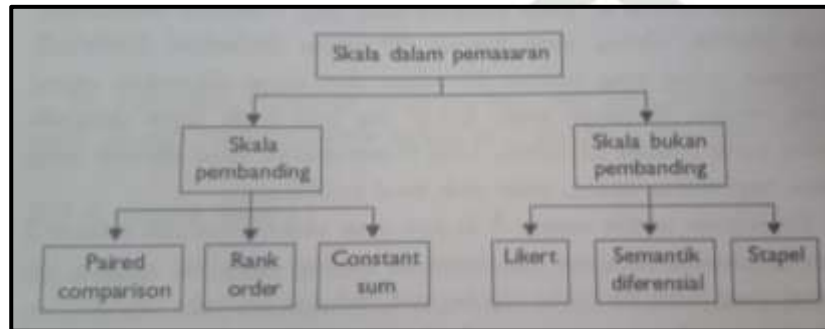 Skala dalam pemasaran
Skala
pembanding
Skala bukan
pembanding
Paired
comparison
Rank
order
Constant
sum
Likert
Semantik
diferensial
Stapel